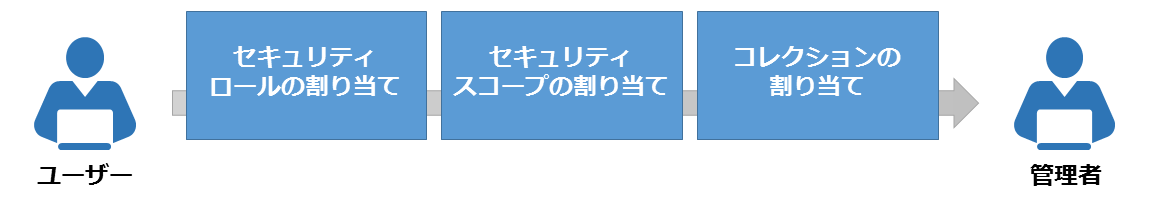 セキュリティ
ロールの割り当て
セキュリティ
スコープの割り当て
コレクションの
割り当て
ユーザー
管理者